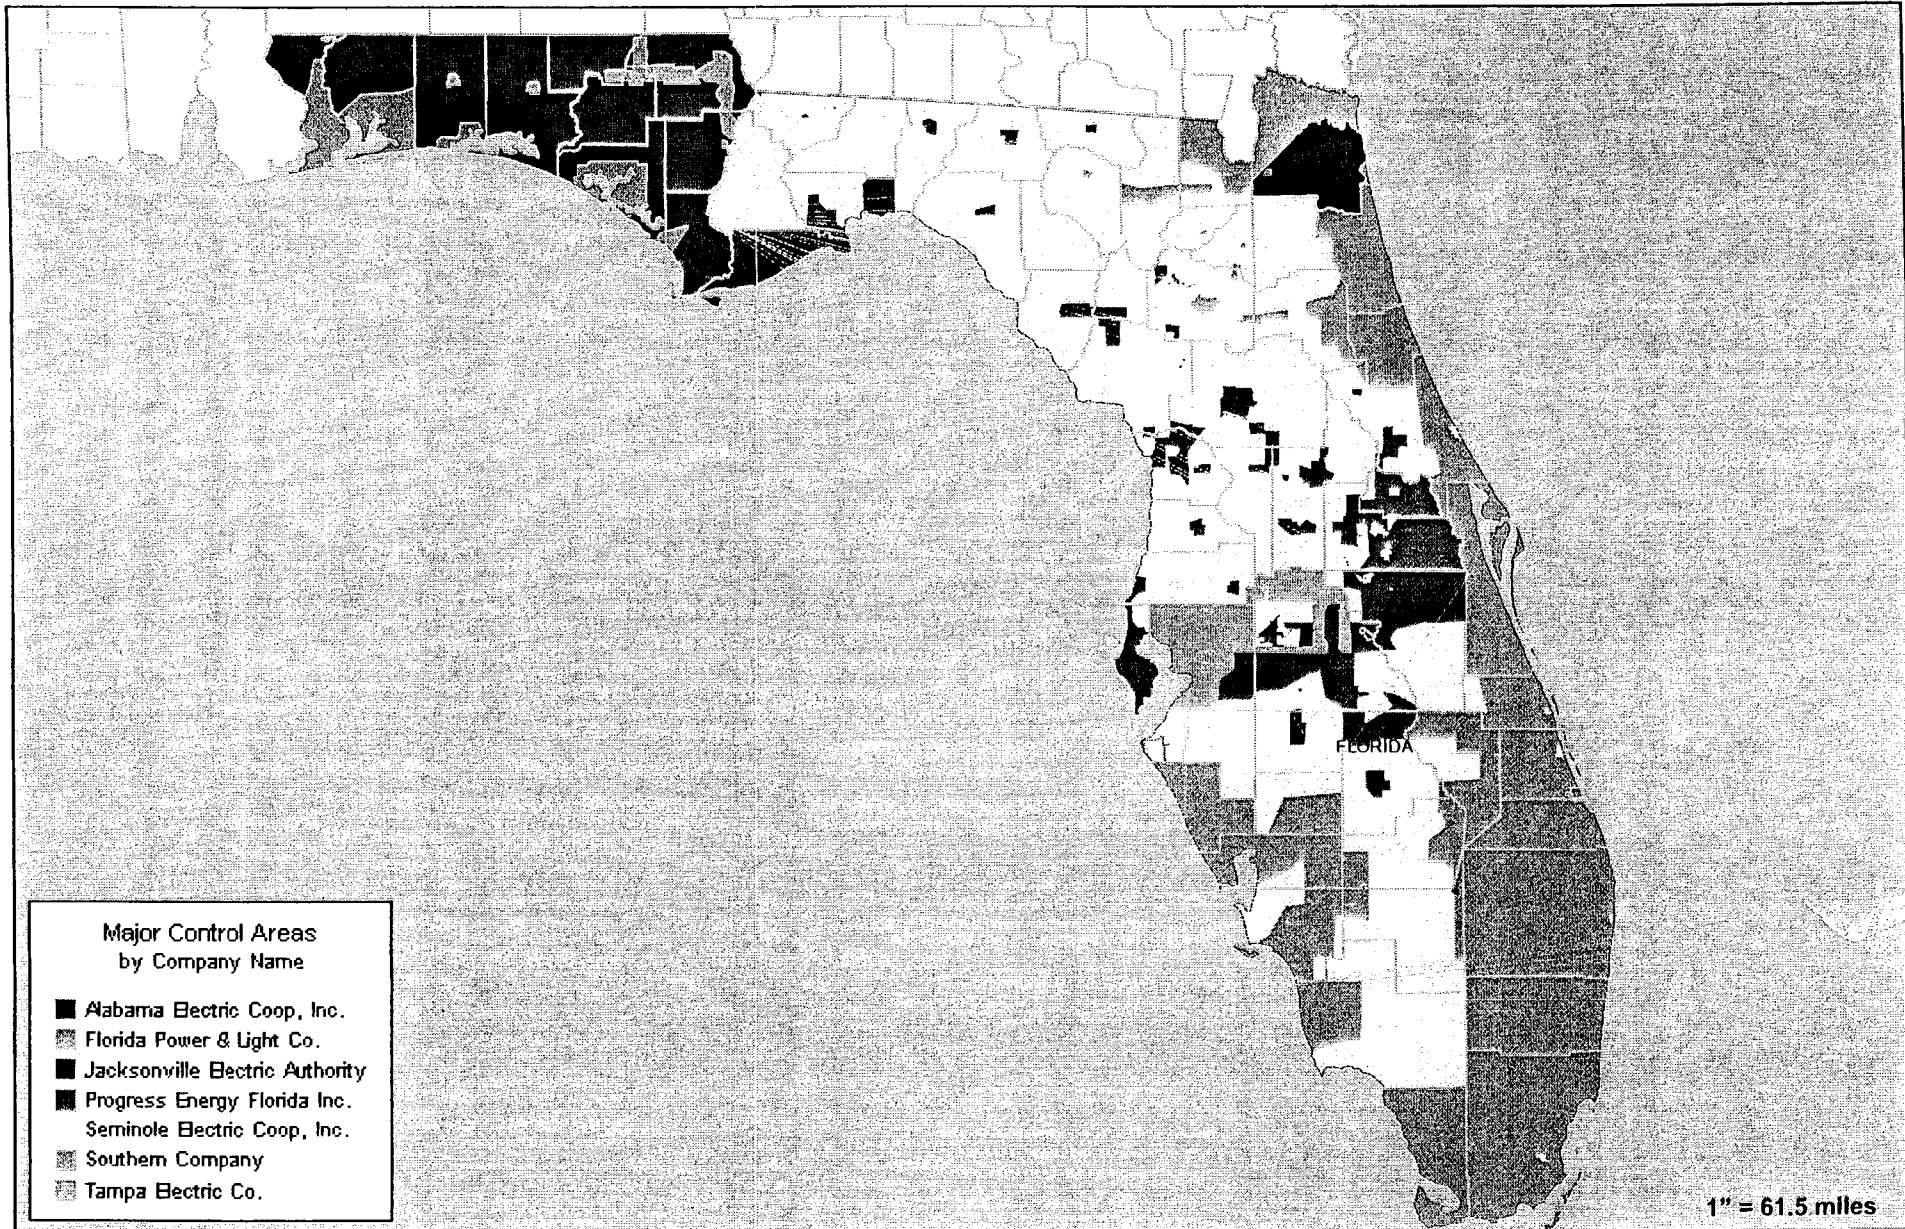 FLORIDA
Major Control Areas
by Company Name
Alabama Electric Coop, Inc.
Florida Power & Light Co.
Jacksonville Electric Authority
Progress Energy Florida Inc.
Seminole Electric Coop, Inc.
Southern Company
Tampa Electric Co.
1" = 61.5 miles